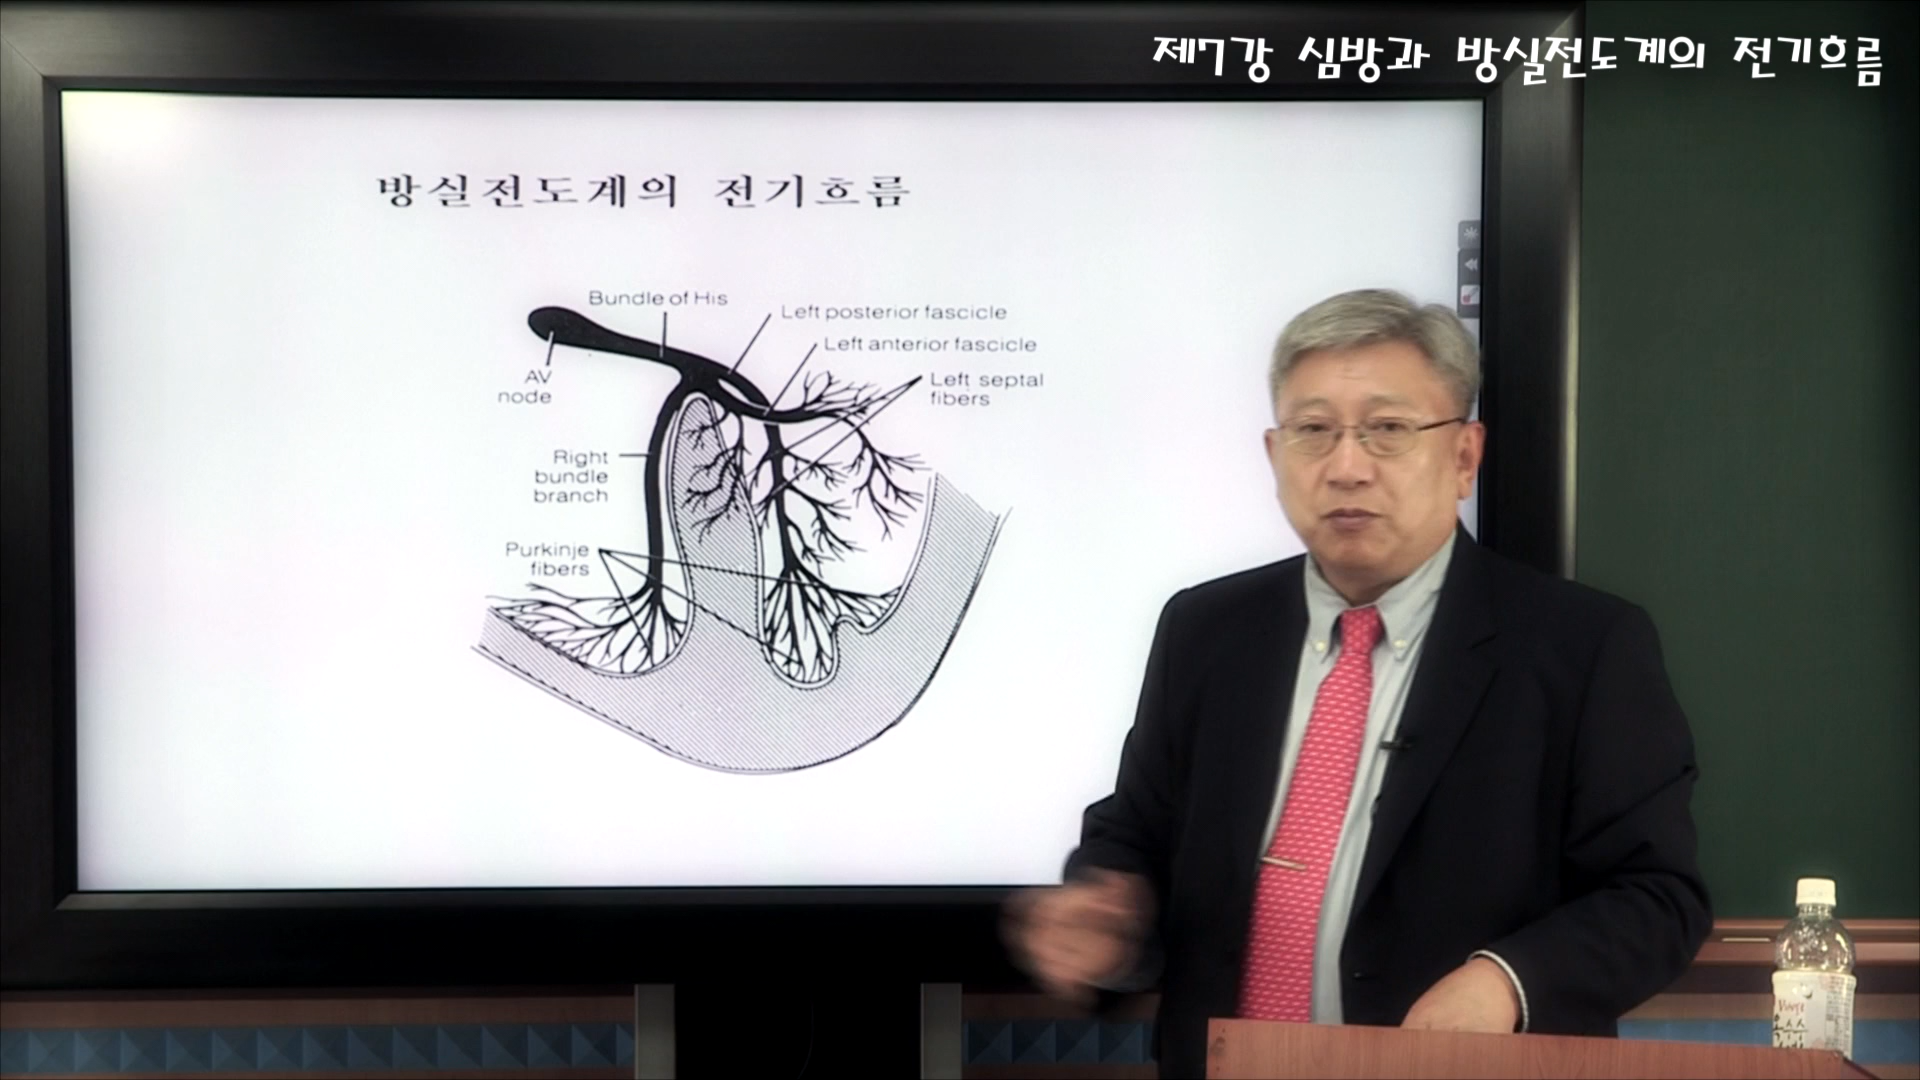 제7강 심방과 방실전도계의 전기흐름
방실전도계의 전기흐름
Bundle of His
Left posterior fascicle
Left anterior fascicle
AV
node
Left septal
fibers
Right
bundle
branch
Purkinje
fibers